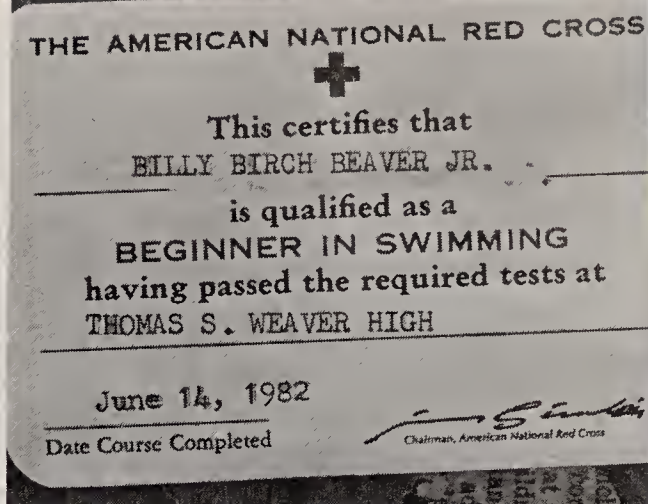 THE AMERICAN NATIONAL RED CROSS
This certifies that
BILLY BIRCH BEAVER JR.
is qualified as a
BEGINNER IN SWIMMING
having passed the required tests at
THOMAS S. WEAVER HIGH
June 14, 1982
Date Course Completed
Chairman, American National Red Cross